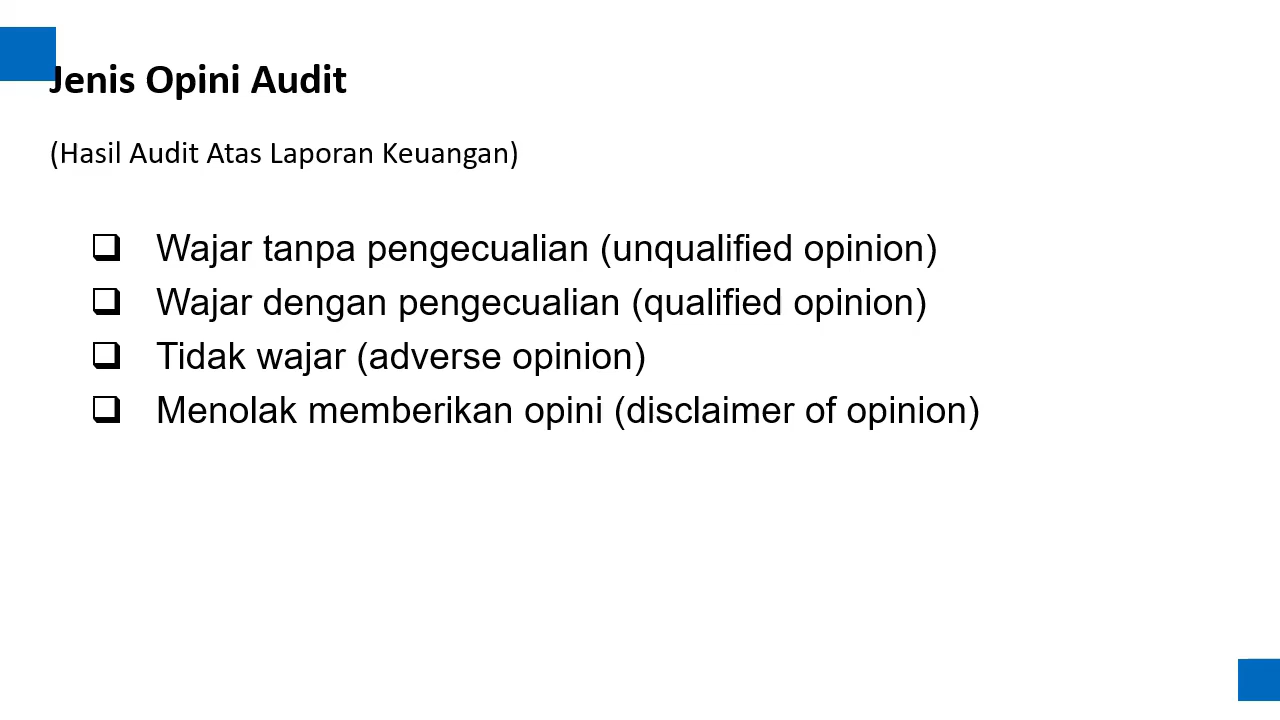 Jenis Opini Audit
(Hasil Audit Atas Laporan Keuangan)
❑ Wajar tanpa pengecualian (unqualified opinion)
❑ Wajar dengan pengecualian (qualified opinion)
❑ Tidak wajar (adverse opinion)
❑ Menolak memberikan opini (disclaimer of opinion)